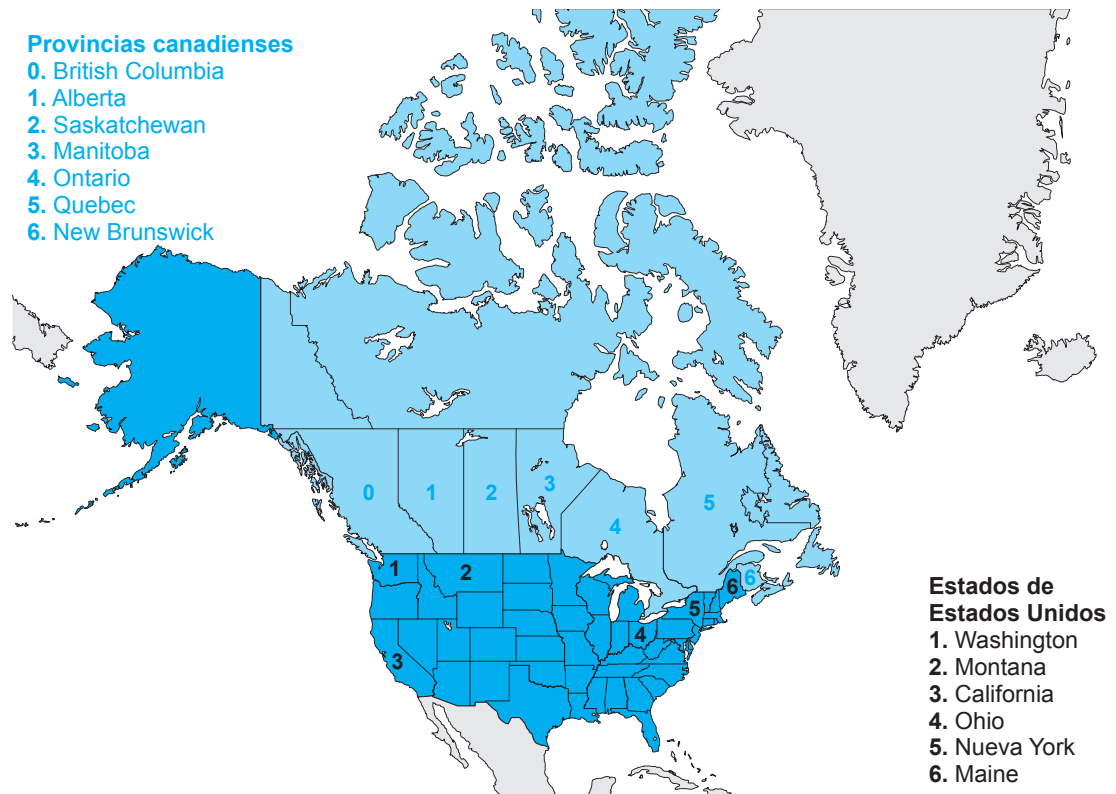 Provincias canadienses
0. British Columbia
1. Alberta
2. Saskatchewan
3. Manitoba
4. Ontario
5. Quebec
6. New Brunswick
0
1
2
3
4
5
6
1
2
3
4
5
6
Estados de
Estados Unidos
1. Washington
2. Montana
3. California
4. Ohio
5. Nueva York
6. Maine